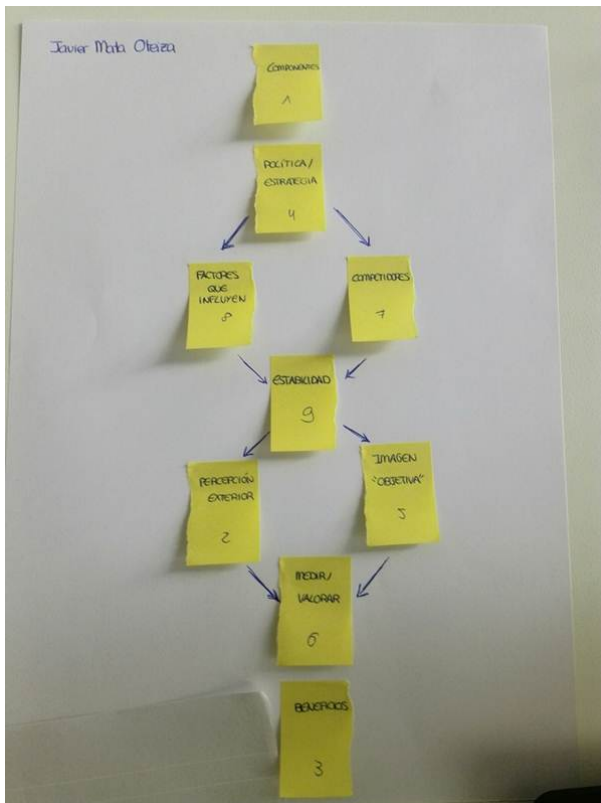 Javier Mata Oteiza
COMPONENTES
1
POLÍTICA/
ESTRATEGIA
4
FACTORES
QUE
INFLUYEN
8
COMPETIDORES
7
ESTABILIDAD
9
PERCEPCIÓN
EXTERIOR
2
IMAGEN
"OBJETIVA"
5
MEDIR/
VALORAR
6
BENEFICIOS
3